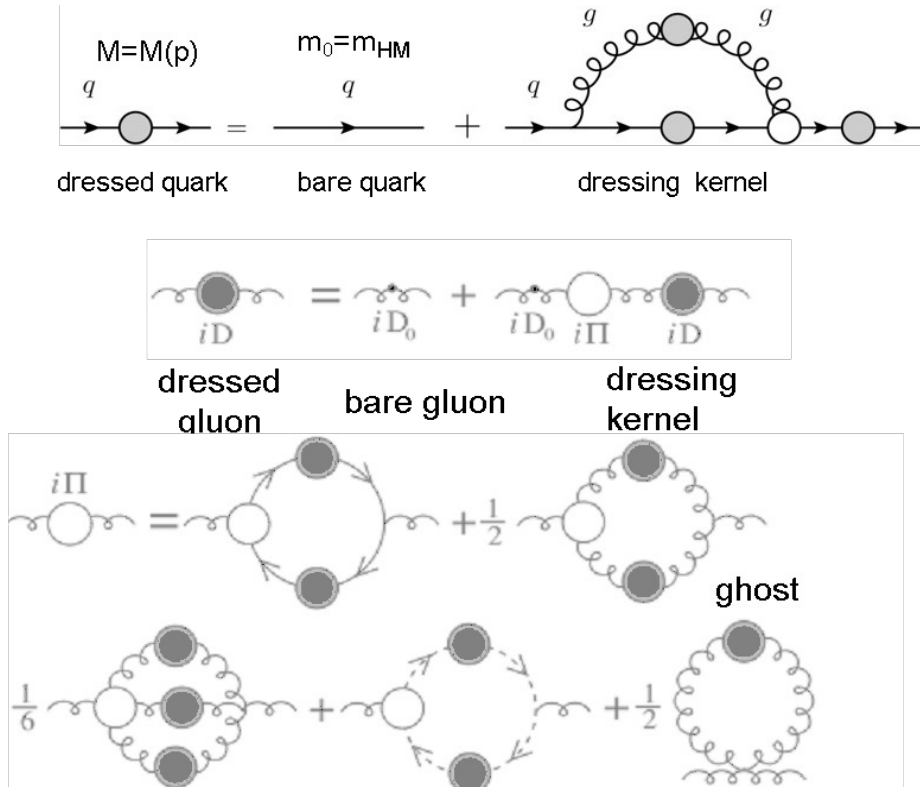 M=M(p)
m₀=m_HM
g
g
q
q
q
=
+
dressed quark
bare quark
dressing kernel
=
+
iD
iD₀
iD₀
iΠ
iD
dressed
gluon
bare gluon
dressing
kernel
iΠ
=
+ 1/2
ghost
1/6
+
+ 1/2